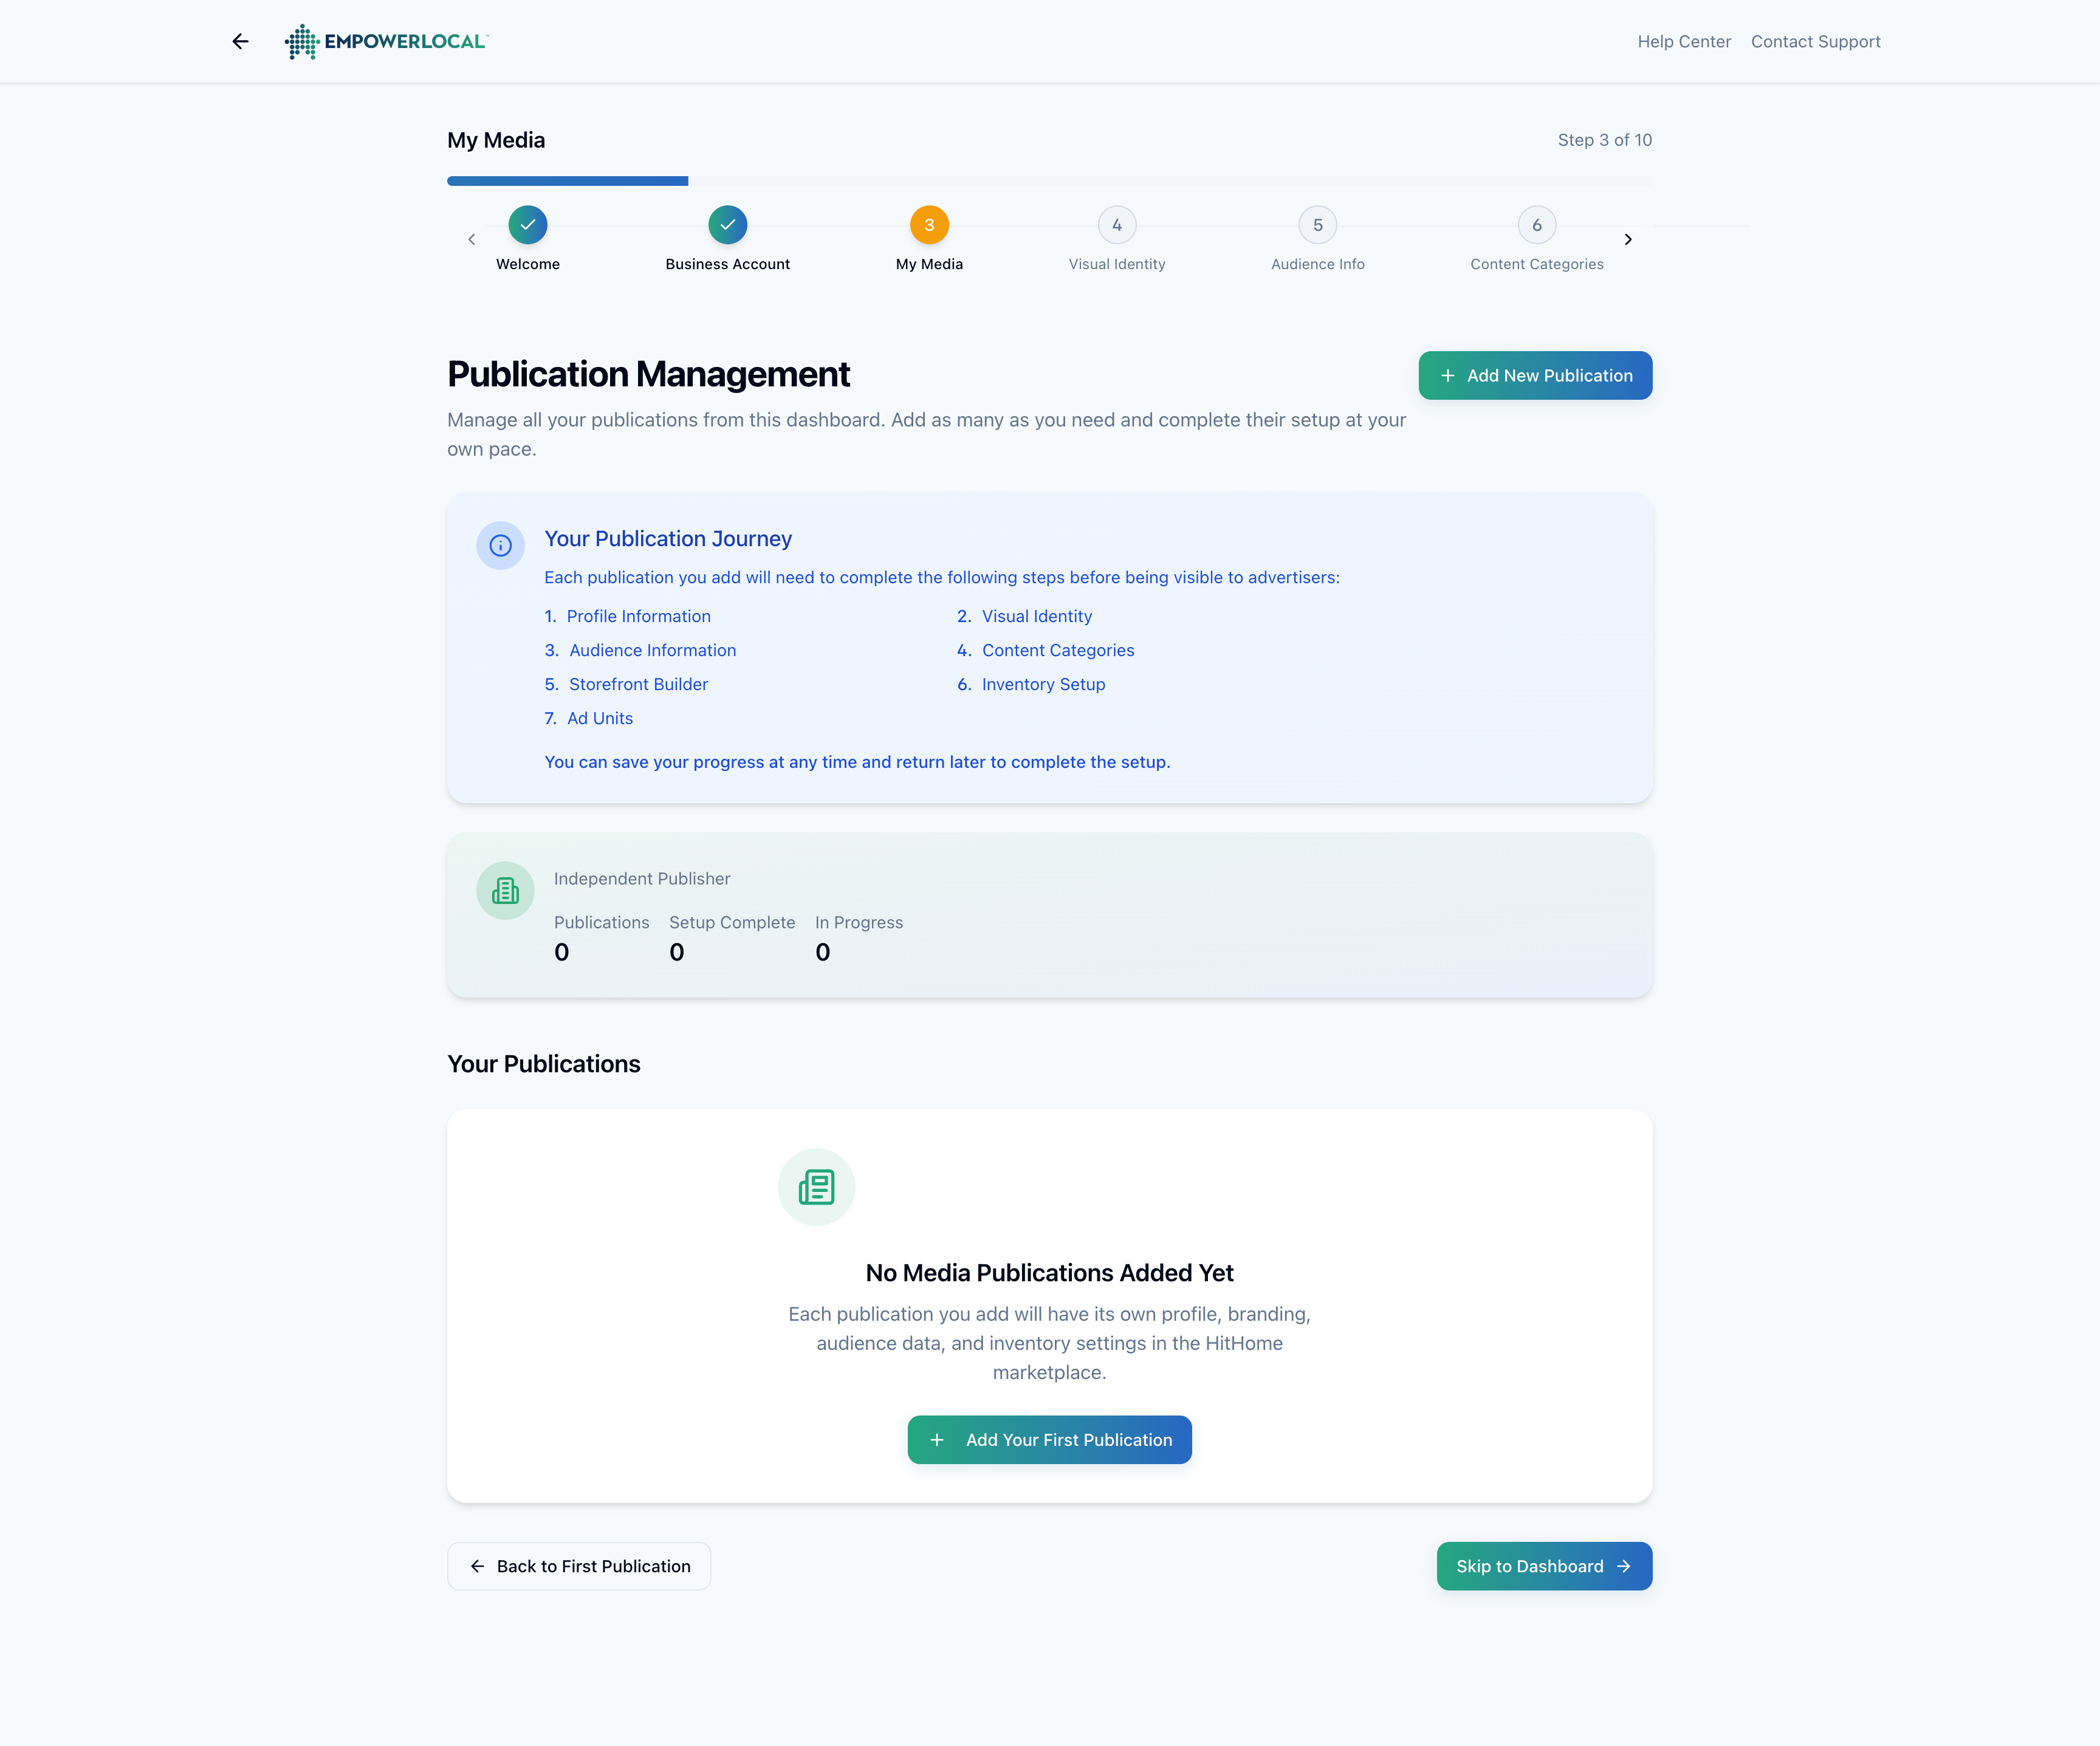 EMPOWERLOCAL
Help Center Contact Support
My Media
Step 3 of 10
3
4
5
6
Welcome
Business Account
My Media
Visual Identity
Audience Info
Content Categories
Publication Management
Add New Publication
Manage all your publications from this dashboard. Add as many as you need and complete their setup at your
own pace.
Your Publication Journey
Each publication you add will need to complete the following steps before being visible to advertisers:
1. Profile Information
2. Visual Identity
3. Audience Information
4. Content Categories
5. Storefront Builder
6. Inventory Setup
7. Ad Units
You can save your progress at any time and return later to complete the setup.
Independent Publisher
Publications Setup Complete In Progress
0 0 0
Your Publications
No Media Publications Added Yet
Each publication you add will have its own profile, branding,
audience data, and inventory settings in the HitHome
marketplace.
Add Your First Publication
Back to First Publication
Skip to Dashboard